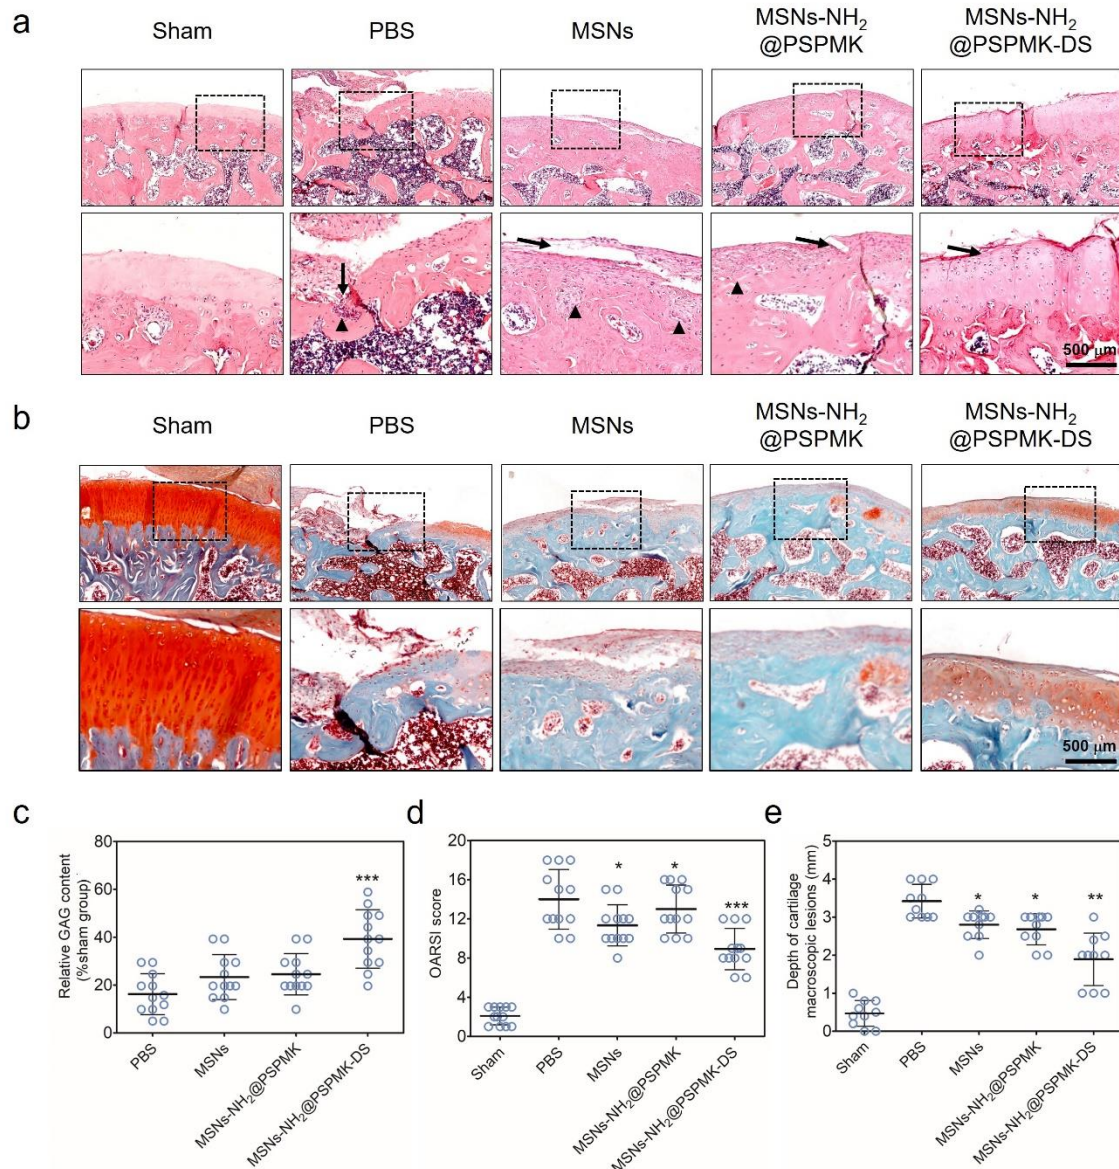 a
Sham
PBS
MSNs
MSNs-NH₂
@PSPMK
MSNs-NH₂
@PSPMK-DS
500 μm
b
Sham
PBS
MSNs
MSNs-NH₂
@PSPMK
MSNs-NH₂
@PSPMK-DS
500 μm
c
Relative GAG content
(%sham group)
80
60
40
20
0
***
PBS
MSNs
MSNs-NH₂@PSPMK
MSNs-NH₂@PSPMK-DS
d
OARSI score
20
16
12
8
4
0
*
*
***
Sham
PBS
MSNs
MSNs-NH₂@PSPMK
MSNs-NH₂@PSPMK-DS
e
Depth of cartilage
macroscopic lesions (mm)
5
4
3
2
1
0
*
*
**
Sham
PBS
MSNs
MSNs-NH₂@PSPMK
MSNs-NH₂@PSPMK-DS